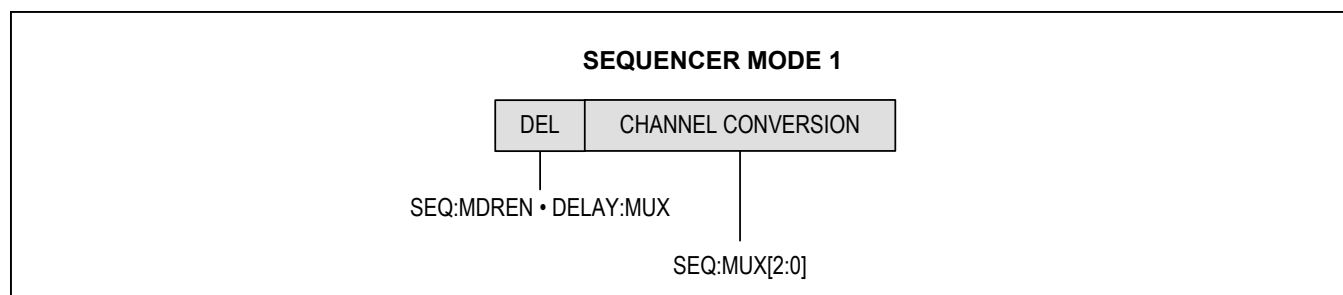 SEQUENCER MODE 1
DEL
CHANNEL CONVERSION
SEQ:MDREN • DELAY:MUX
SEQ:MUX[2:0]